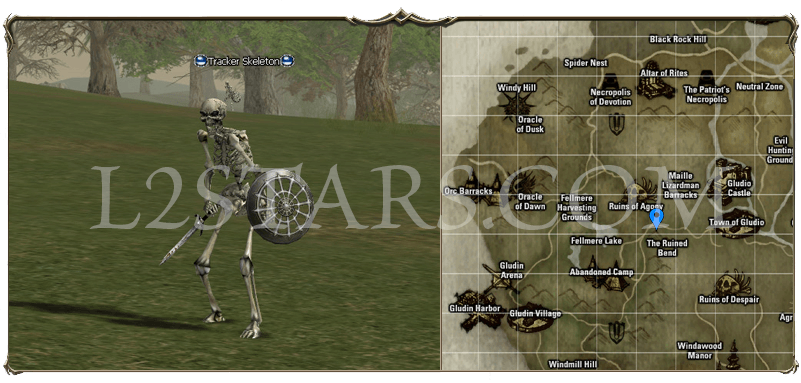 Tracker Skeleton
L2STARS.COM
Black Rock Hill
Spider Nest
Altar of Rites
Windy Hill
Necropolis
of Devotion
The Patriot's
Necropolis
Neutral Zone
Oracle
of Dusk
Evil
Hunting
Ground
Maille
Lizardman
Barracks
Gludio
Castle
Orc Barracks
Oracle
of Dawn
Fellmere
Harvesting
Grounds
Ruins of Agony
Town of Gludio
Fellmere Lake
The Ruined
Bend
Gludin
Arena
Abandoned Camp
Ruins of Despair
Gludin Harbor
Gludin Village
Agr
Windawood
Manor
Windmill Hill